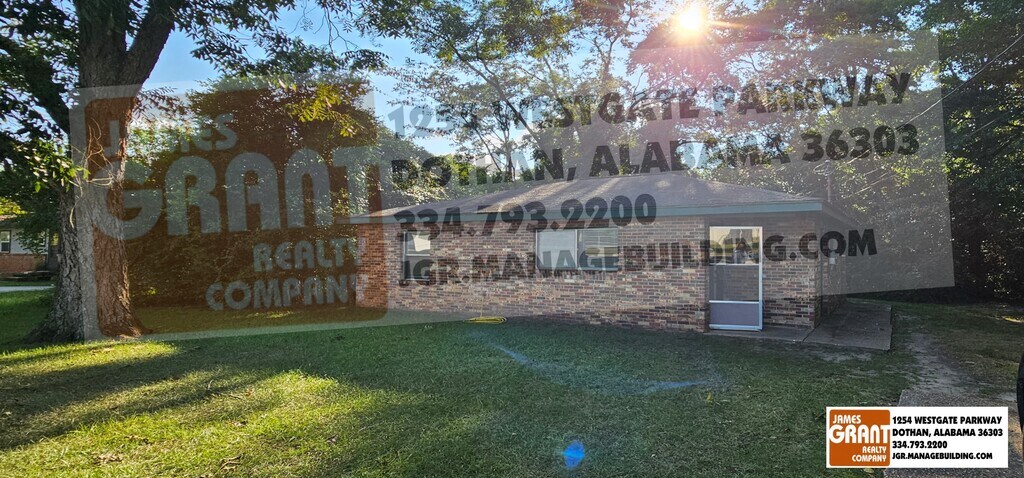 JAMES
GRANT
REALTY
COMPANY
1254 WESTGATE PARKWAY
DOTHAN, ALABAMA 36303
334.793.2200
JGR.MANAGEBUILDING.COM
JAMES
GRANT
REALTY
COMPANY
1254 WESTGATE PARKWAY
DOTHAN, ALABAMA 36303
334.793.2200
JGR.MANAGEBUILDING.COM